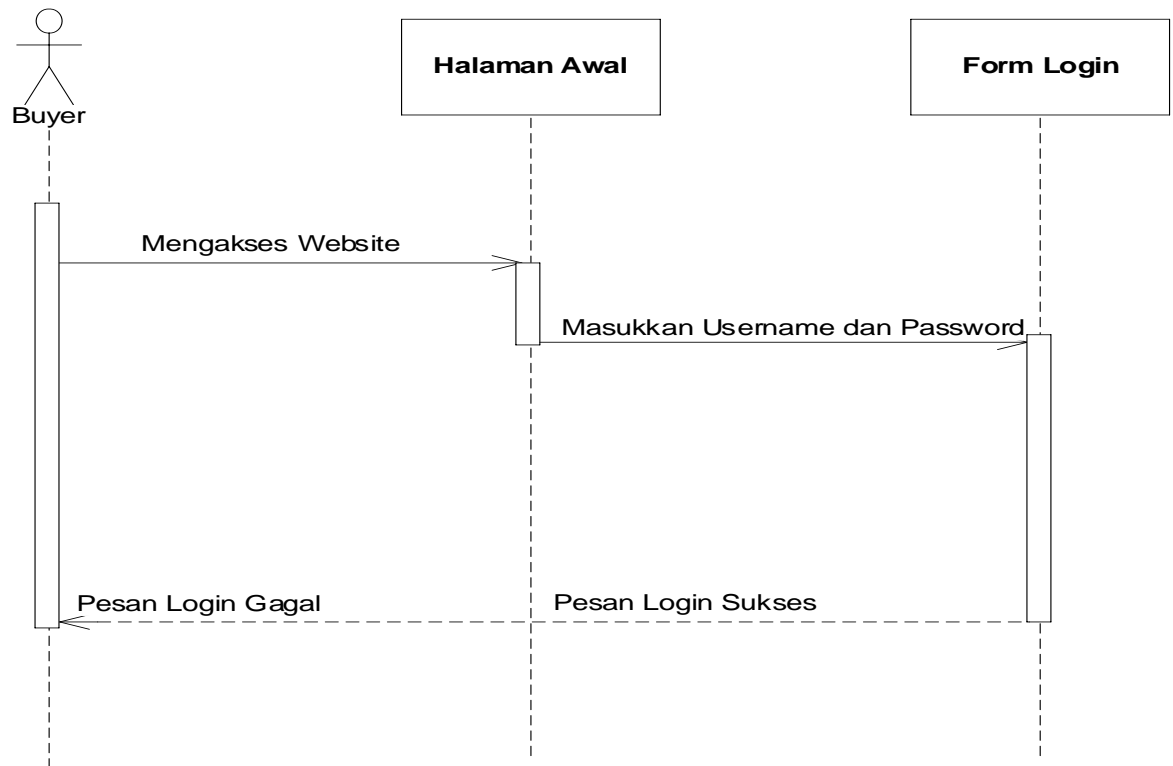 Buyer
Halaman Awal
Form Login
Mengakses Website
Masukkan Username dan Password
Pesan Login Gagal
Pesan Login Sukses